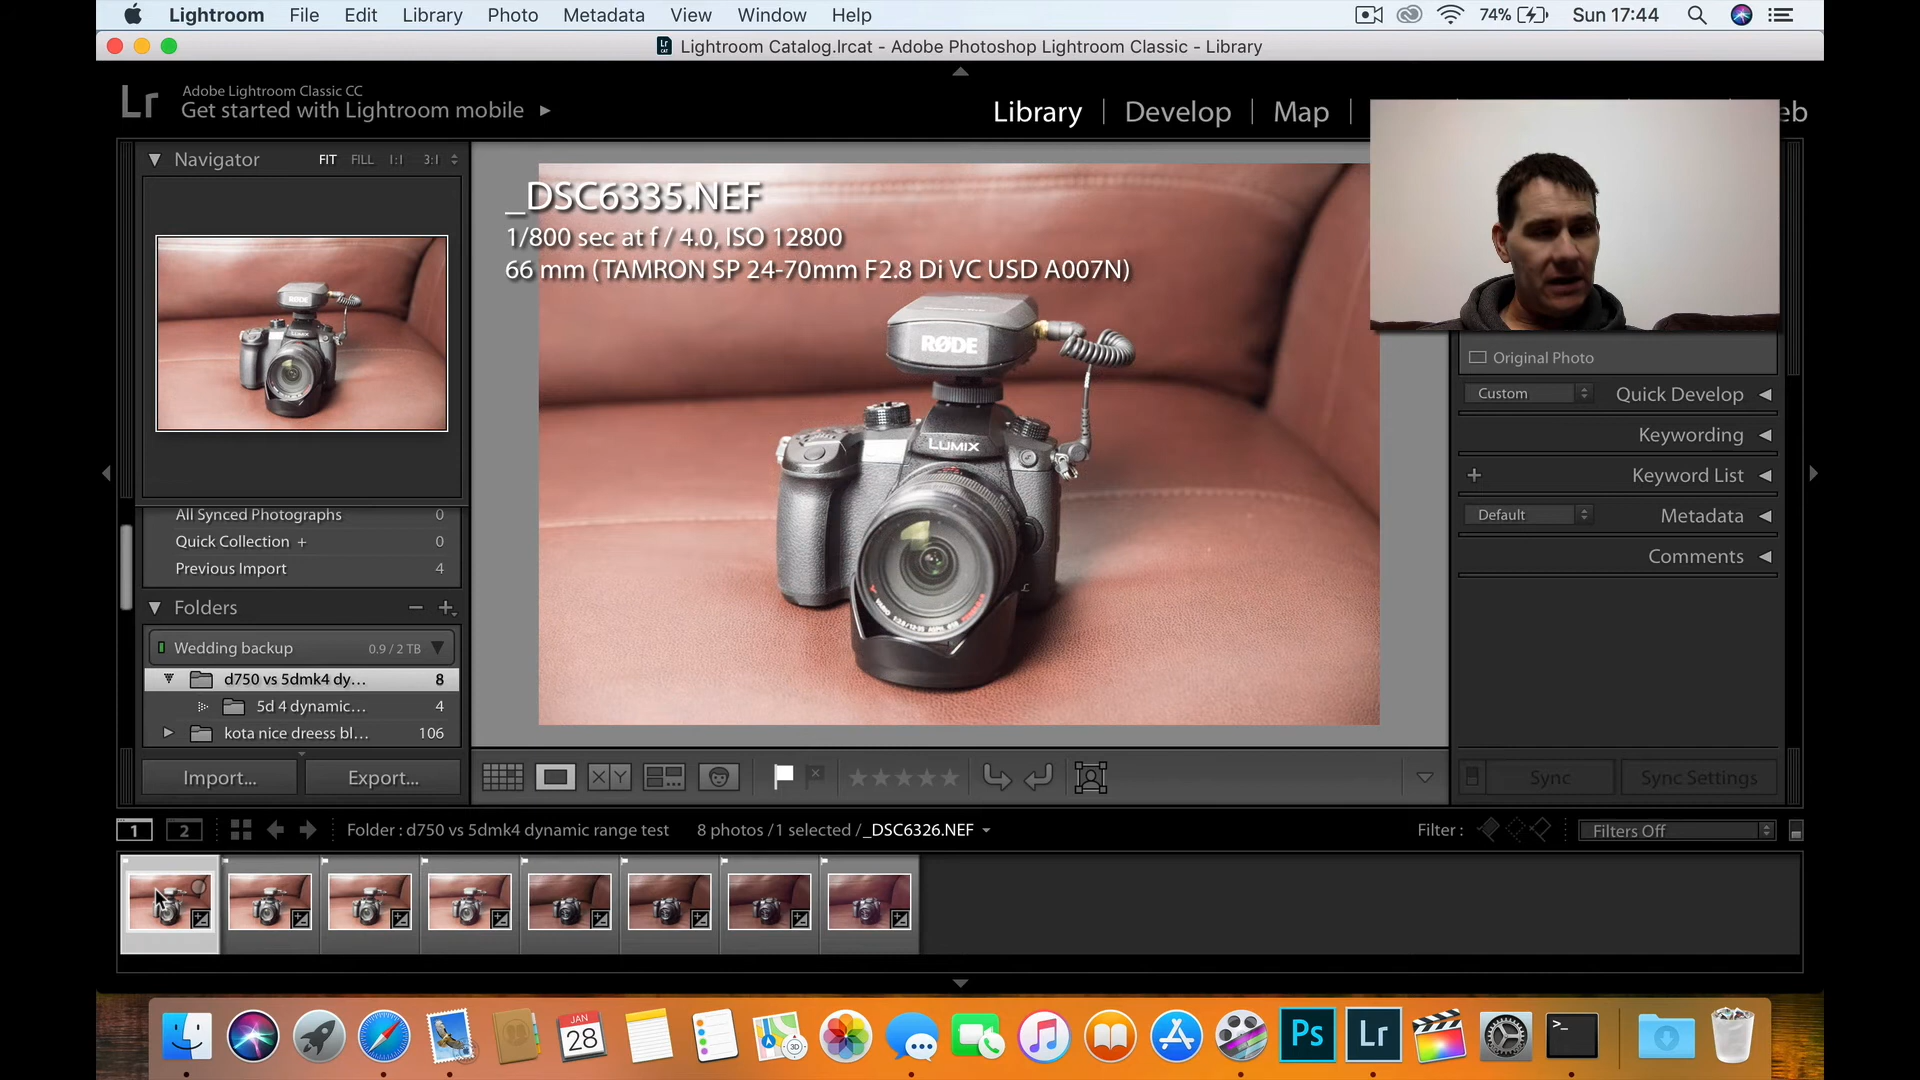 Lightroom File Edit Library Photo Metadata View Window Help 74% Sun 17:44
Lightroom Catalog.lrcat - Adobe Photoshop Lightroom Classic - Library
Lr Adobe Lightroom Classic CC
Get started with Lightroom mobile
Library Develop Map eb
Navigator FIT FILL 1:1 3:1
_DSC6335.NEF
1/800 sec at f / 4.0, ISO 12800
66 mm (TAMRON SP 24-70mm F2.8 Di VC USD A007N)
RØDE
LUMIX
Original Photo
Custom Quick Develop
Keywording
Keyword List
Default Metadata
Comments
All Synced Photographs 0
Quick Collection + 0
Previous Import 4
Folders
Wedding backup 0.9 / 2 TB
d750 vs 5dmk4 dy... 8
5d 4 dynamic... 4
kota nice dreess bl... 106
Import... Export...
X Y
Sync Sync Settings
1 2 Folder : d750 vs 5dmk4 dynamic range test 8 photos / 1 selected / _DSC6326.NEF Filter : Filters Off
JAN
28
3D
Ps Lr
>_